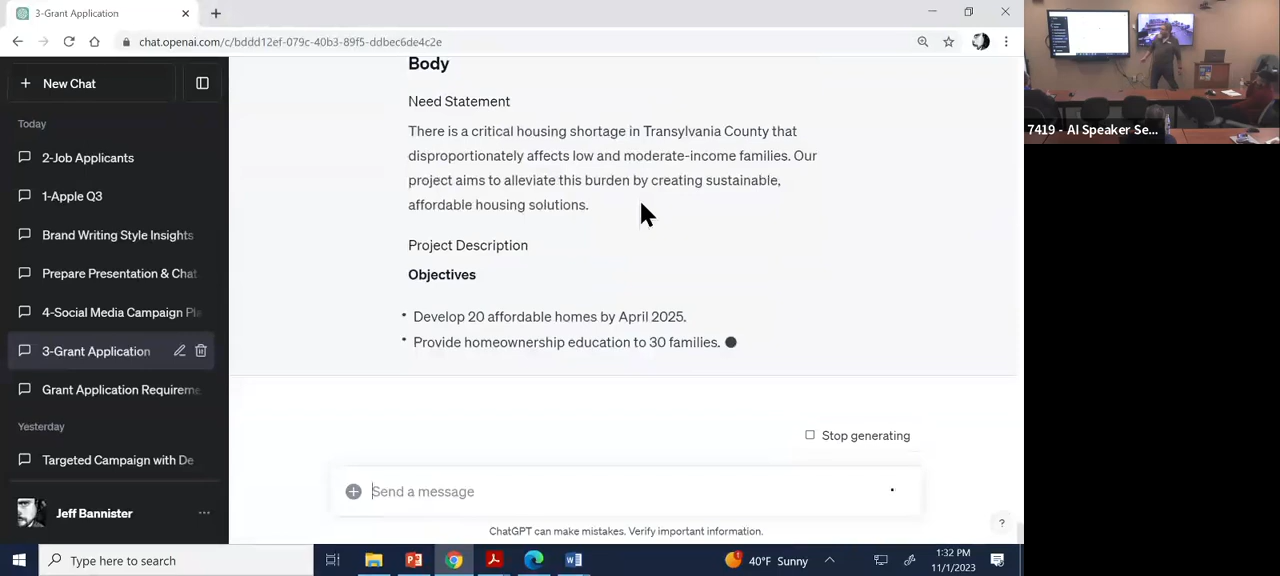 3-Grant Application
chat.openai.com/c/bddd12ef-079c-40b3-89f5-ddbec6de4c2e
New Chat
Today
2-Job Applicants
1-Apple Q3
Brand Writing Style Insights
Prepare Presentation & Chat
4-Social Media Campaign Pl
3-Grant Application
Grant Application Requireme
Yesterday
Targeted Campaign with De
Jeff Bannister
Body
Need Statement
There is a critical housing shortage in Transylvania County that
disproportionately affects low and moderate-income families. Our
project aims to alleviate this burden by creating sustainable,
affordable housing solutions.
Project Description
Objectives
• Develop 20 affordable homes by April 2025.
• Provide homeownership education to 30 families.
Stop generating
Send a message
ChatGPT can make mistakes. Verify important information.
?
Type here to search
40°F Sunny
1:32 PM
11/1/2023
7419 - AI Speaker Se...